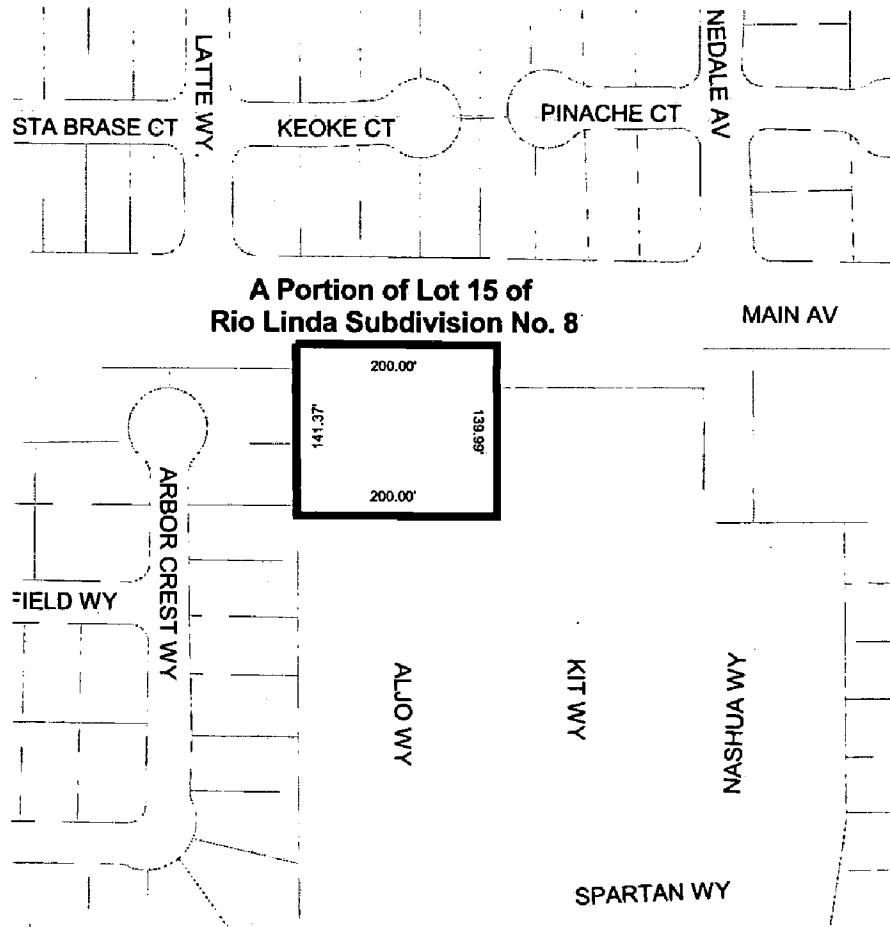 LATTE WY.
NEDALE AV
STA BRASE CT
KEOKE CT
PINACHE CT
A Portion of Lot 15 of
Rio Linda Subdivision No. 8
MAIN AV
200.00'
141.37'
139.99'
200.00'
ARBOR CREST WY
FIELD WY
ALJO WY
KIT WY
NASHUA WY
SPARTAN WY